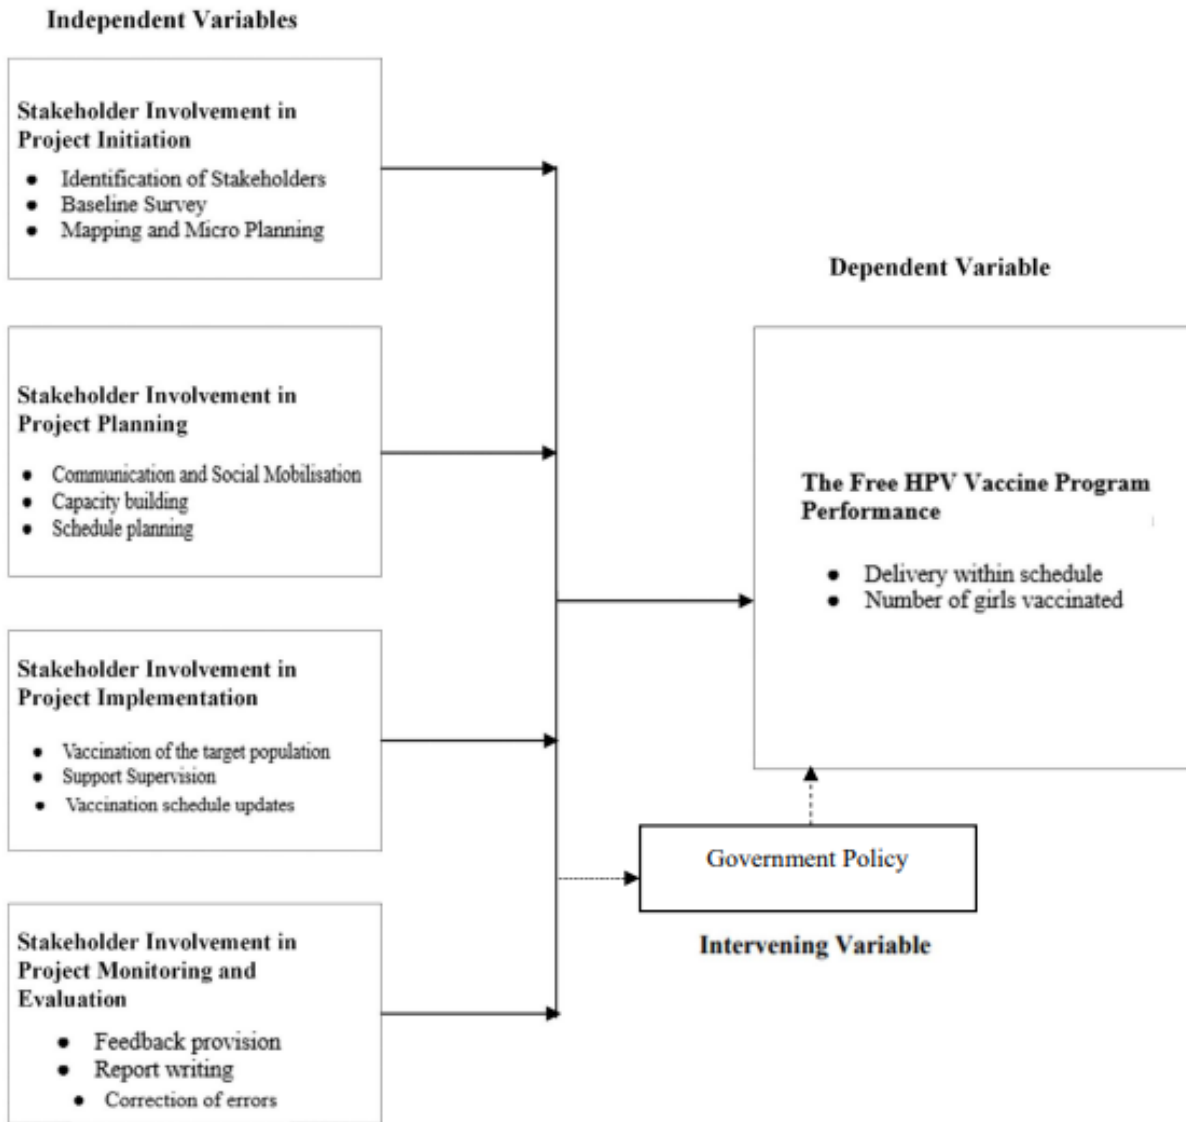 Independent Variables
Stakeholder Involvement in
Project Initiation
● Identification of Stakeholders
● Baseline Survey
● Mapping and Micro Planning
Stakeholder Involvement in
Project Planning
● Communication and Social Mobilisation
● Capacity building
● Schedule planning
Stakeholder Involvement in
Project Implementation
● Vaccination of the target population
● Support Supervision
● Vaccination schedule updates
Stakeholder Involvement in
Project Monitoring and
Evaluation
● Feedback provision
● Report writing
● Correction of errors
Dependent Variable
The Free HPV Vaccine Program
Performance
● Delivery within schedule
● Number of girls vaccinated
Government Policy
Intervening Variable